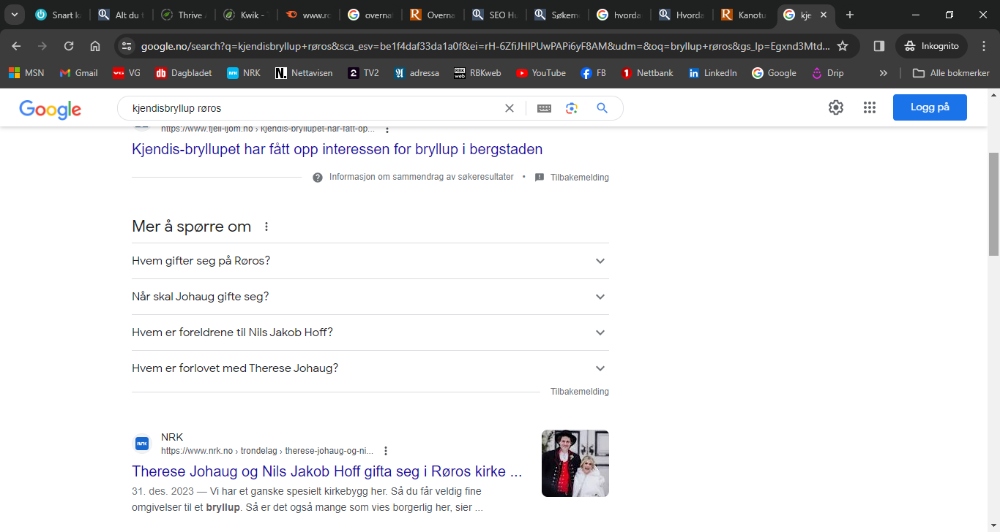 Snart k
Alt du t
Thrive
Kwik -
www.ro
overnat
Overna
SEO Hu
Søkemo
hvorda
Hvorda
Kanotu
kje
google.no/search?q=kjendisbryllup+røros&sca_esv=be1f4daf33da1a0f&ei=rH-6ZfiJHIPUwPAPi6yF8AM&udm=&oq=bryllup+røros&gs_lp=Egxnd3Mtd...
Inkognito
MSN Gmail VG Dagbladet NRK Nettavisen TV2 adressa RBKweb YouTube FB Nettbank LinkedIn Google Drip » Alle bokmerker
Google
kjendisbryllup røros
Logg på
https://www.fjell-ljom.no › kjendis-bryllupet-har-fatt-op...
Kjendis-bryllupet har fått opp interessen for bryllup i bergstaden
Informasjon om sammendrag av søkeresultater • Tilbakemelding
Mer å spørre om
Hvem gifter seg på Røros?
Når skal Johaug gifte seg?
Hvem er foreldrene til Nils Jakob Hoff?
Hvem er forlovet med Therese Johaug?
Tilbakemelding
NRK
https://www.nrk.no › trondelag › therese-johaug-og-ni...
Therese Johaug og Nils Jakob Hoff gifta seg i Røros kirke ...
31. des. 2023 — Vi har et ganske spesielt kirkebygg her. Så du får veldig fine
omgivelser til et bryllup. Så er det også mange som vies borgerlig her, sier ...